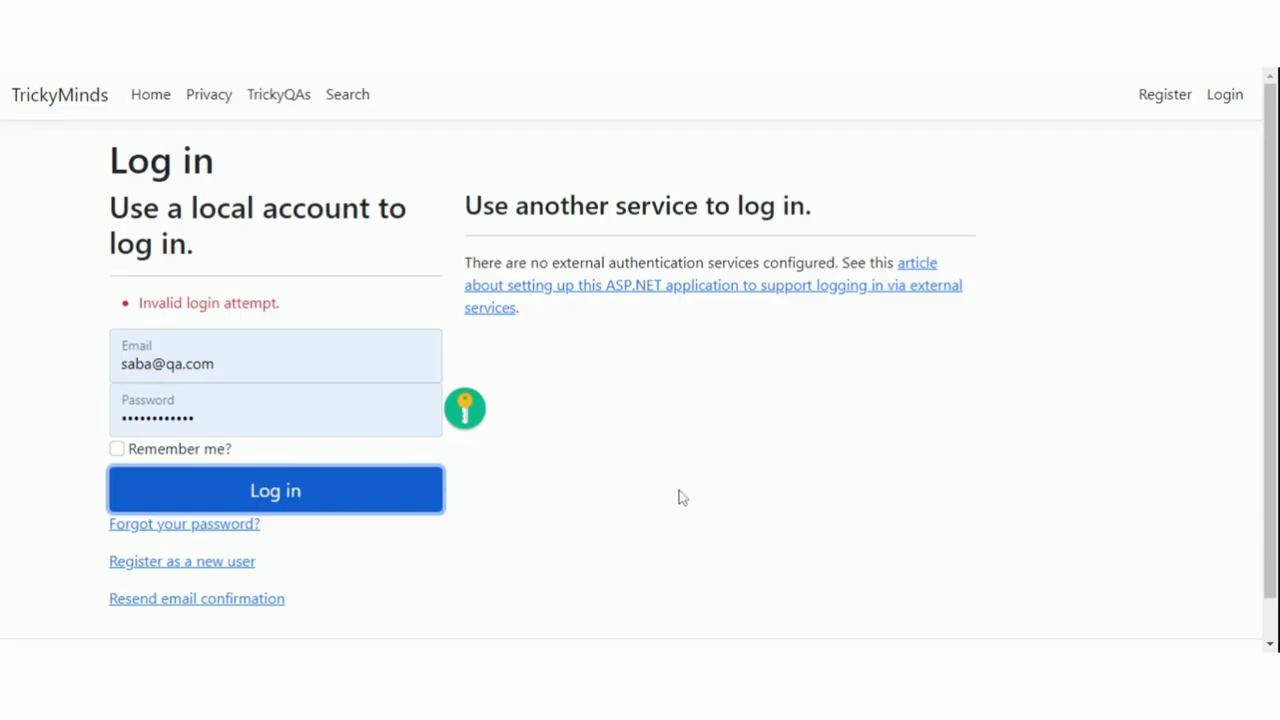 TrickyMinds Home Privacy TrickyQAs Search Register Login
Log in
Use a local account to
log in.
Invalid login attempt.
Email
saba@qa.com
Password
••••••••••••
Remember me?
Log in
Forgot your password?
Register as a new user
Resend email confirmation
Use another service to log in.
There are no external authentication services configured. See this article
about setting up this ASP.NET application to support logging in via external
services.